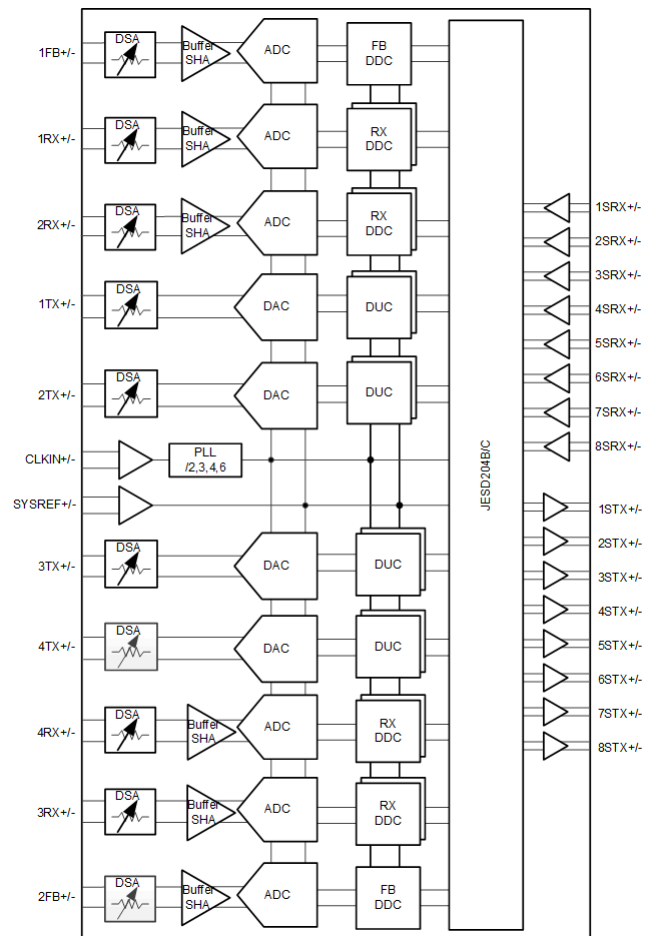 1FB+/-
DSA
Buffer
SHA
ADC
FB
DDC
1RX+/-
DSA
Buffer
SHA
ADC
RX
DDC
2RX+/-
DSA
Buffer
SHA
ADC
RX
DDC
1TX+/-
DSA
DAC
DUC
2TX+/-
DSA
DAC
DUC
CLKIN+/-
PLL
/2,3,4,6
SYSREF+/-
3TX+/-
DSA
DAC
DUC
4TX+/-
DSA
DAC
DUC
4RX+/-
DSA
Buffer
SHA
ADC
RX
DDC
3RX+/-
DSA
Buffer
SHA
ADC
RX
DDC
2FB+/-
DSA
Buffer
SHA
ADC
FB
DDC
JESD204B/C
1SRX+/-
2SRX+/-
3SRX+/-
4SRX+/-
5SRX+/-
6SRX+/-
7SRX+/-
8SRX+/-
1STX+/-
2STX+/-
3STX+/-
4STX+/-
5STX+/-
6STX+/-
7STX+/-
8STX+/-